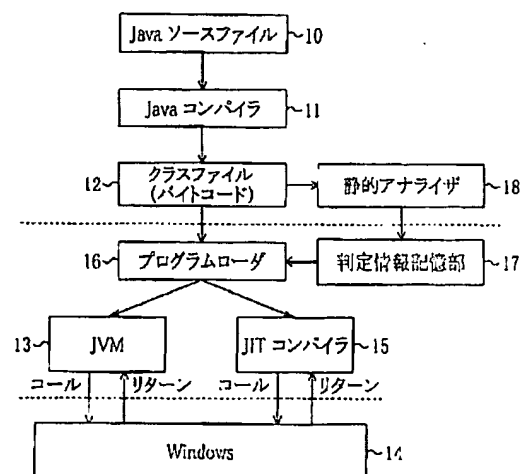 Java ソースファイル 10
Java コンパイラ 11
12 クラスファイル
(バイトコード)
静的アナライザ 18
16 プログラムローダ
判定情報記憶部 17
13 JVM
JIT コンパイラ 15
コール リターン コール リターン
Windows 14